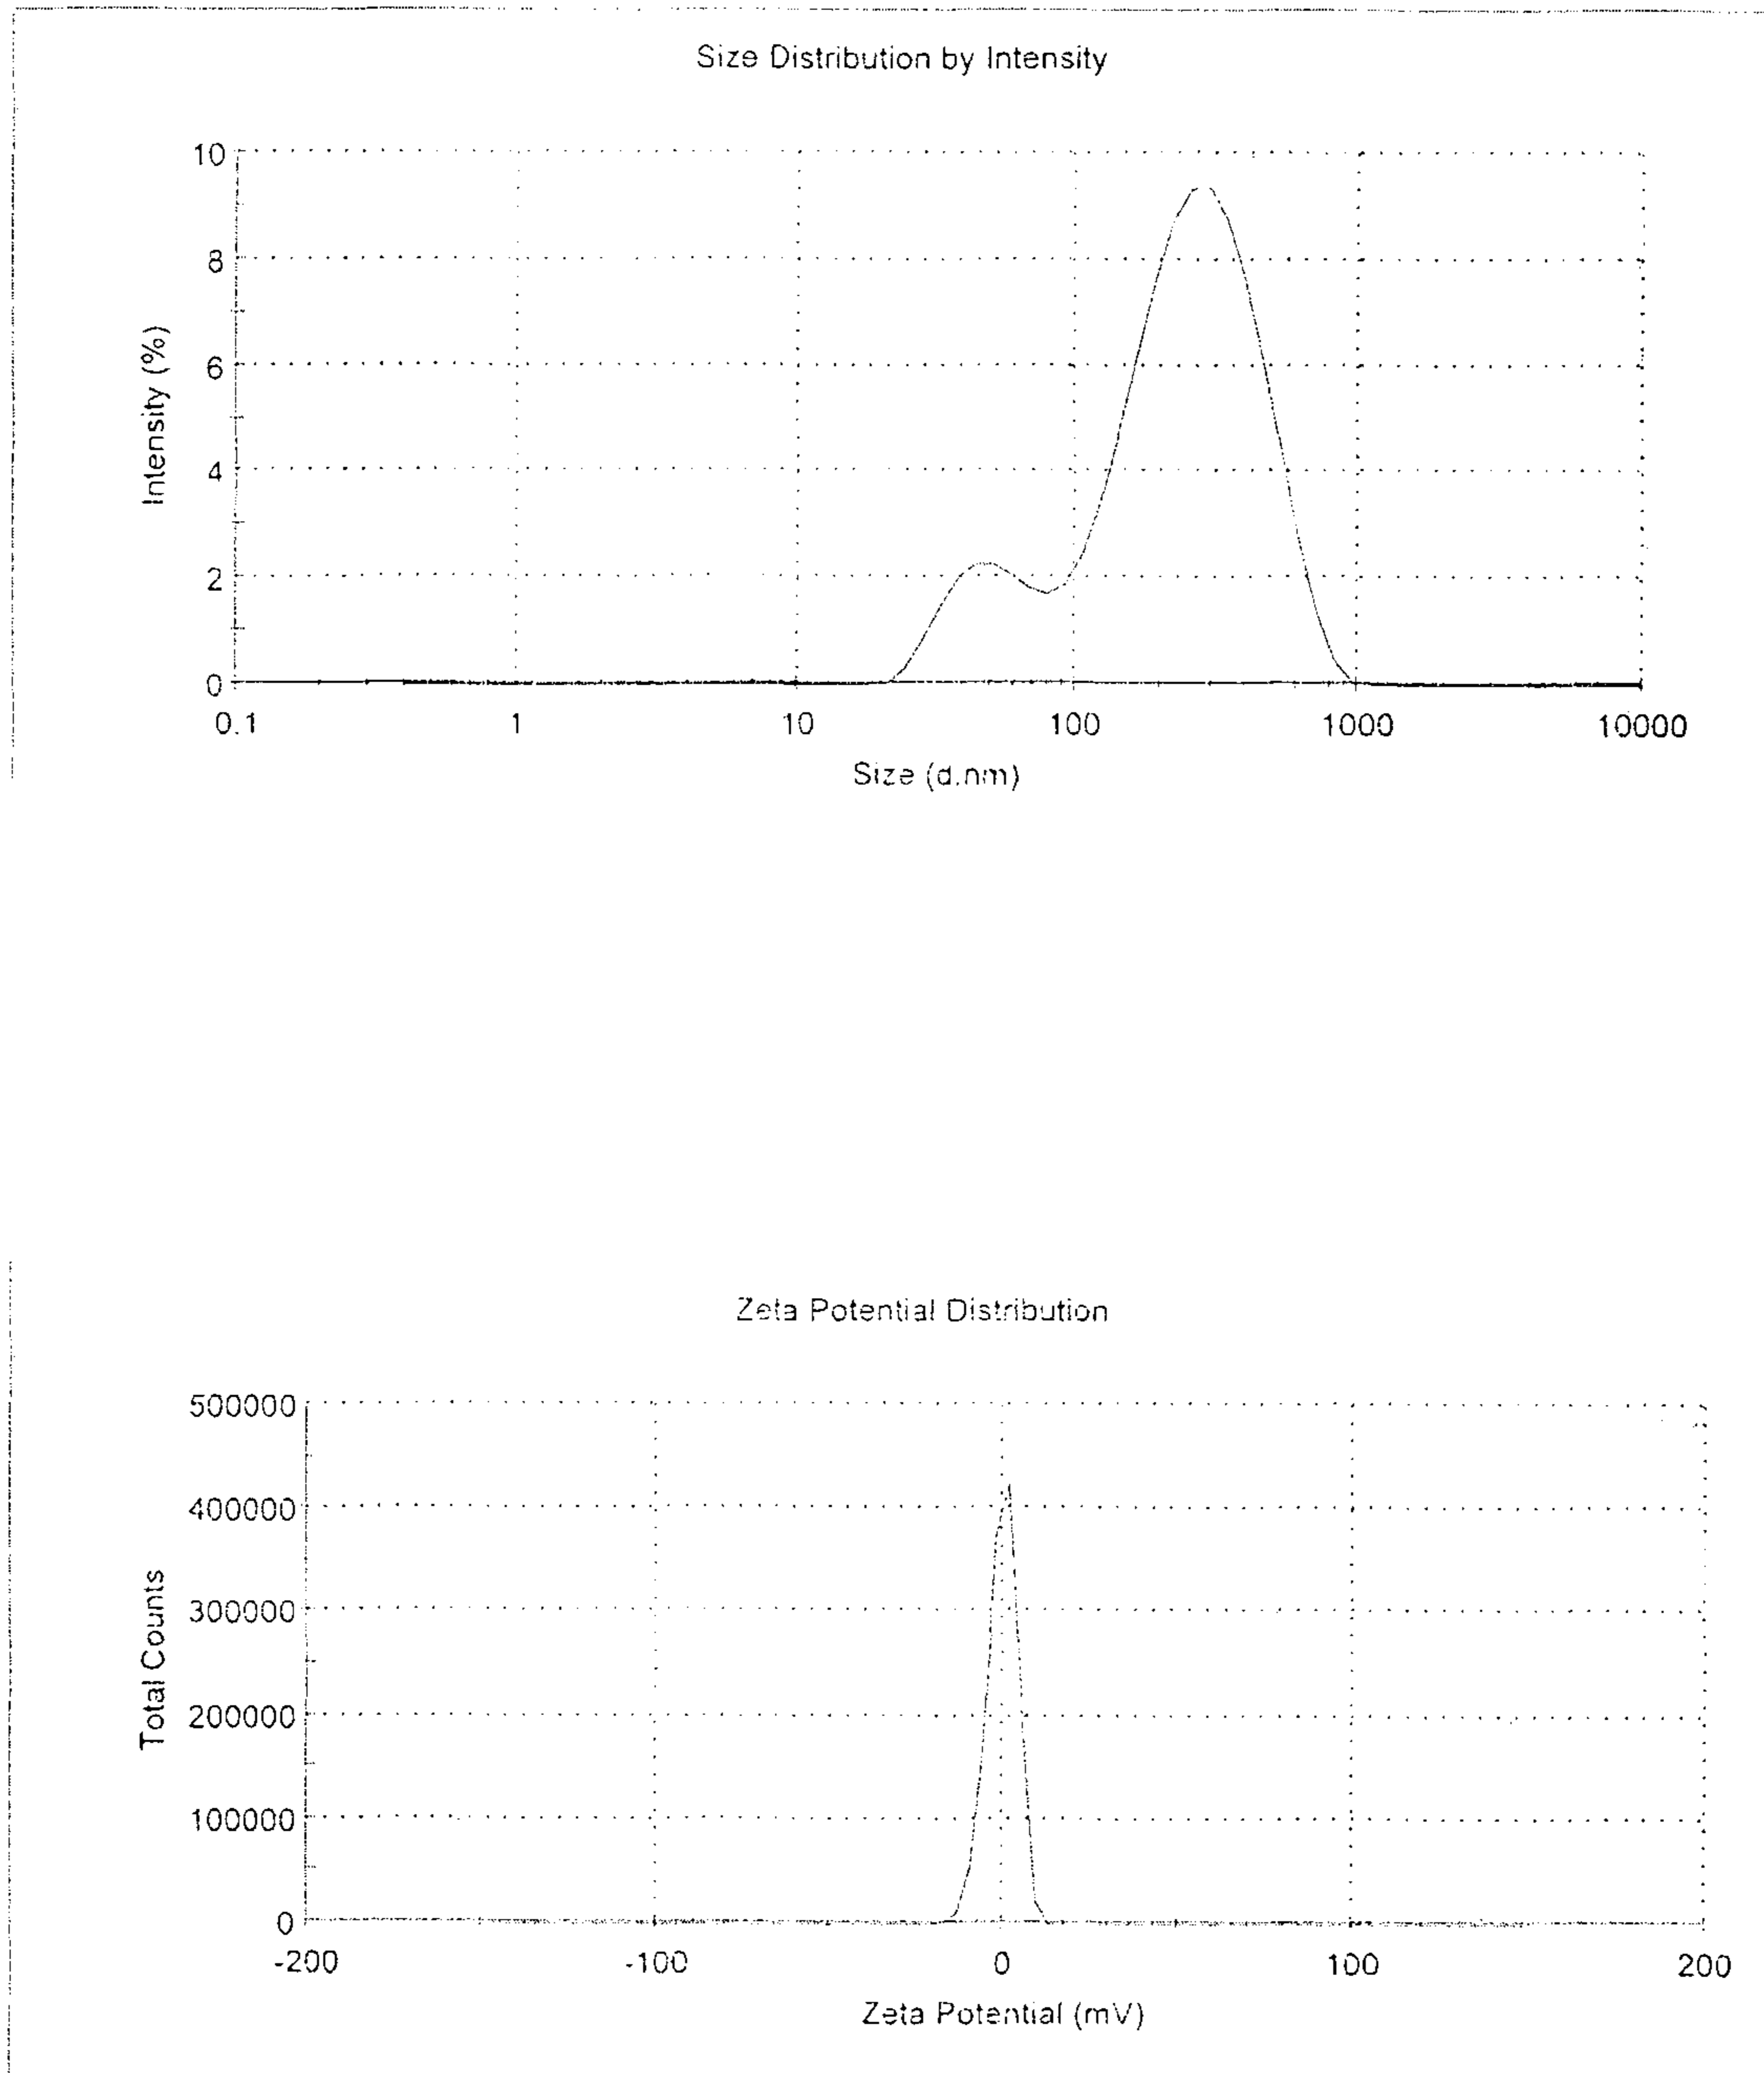 Size Distribution by Intensity
10
8
6
4
2
0
Intensity (%)
0.1 1 10 100 1000 10000
Size (d.nm)
Zeta Potential Distribution
500000
400000
300000
200000
100000
0
Total Counts
-200 -100 0 100 200
Zeta Potential (mV)